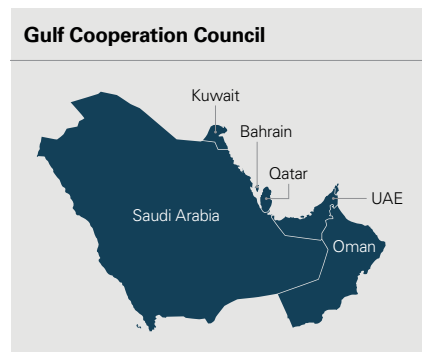 Gulf Cooperation Council
Kuwait
Bahrain
Qatar
UAE
Saudi Arabia
Oman